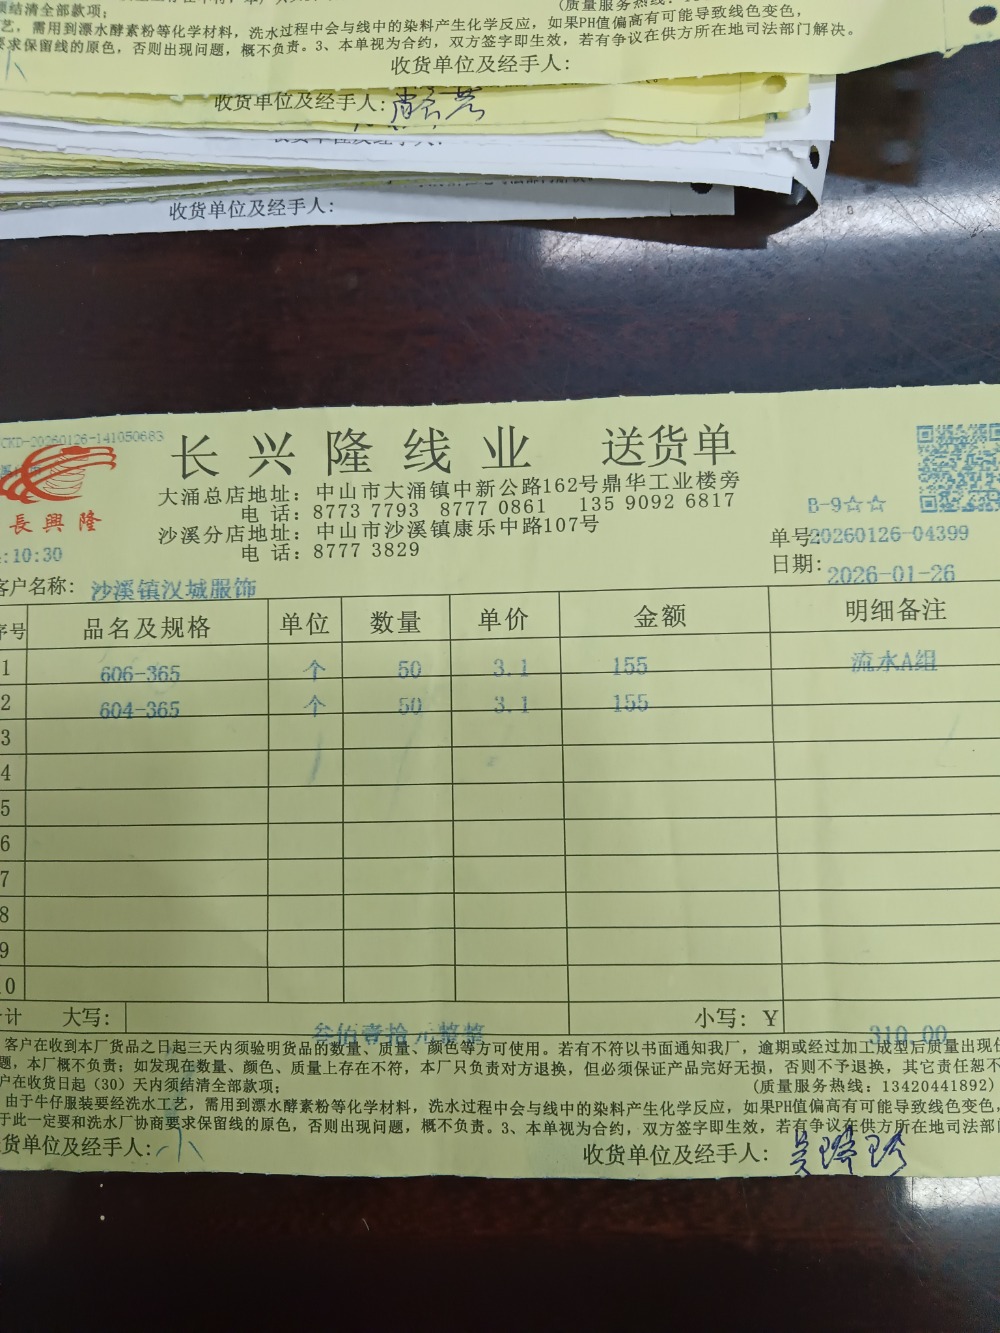 结清全部款项;
艺，需用到漂水酵素粉等化学材料，洗水过程中会与线中的染料产生化学反应，如果PH值偏高有可能导致线色变色，
要求保留线的原色，否则出现问题，概不负责。3、本单视为合约，双方签字即生效，若有争议在供方所在地司法部门解决。
收货单位及经手人:
收货单位及经手人:
收货单位及经手人:
CKD-20260126-141050663
长兴隆线业 送货单
大涌总店地址: 中山市大涌镇中新公路162号鼎华工业楼旁
電 话: 8773 7793 8777 0861 135 9092 6817
沙溪分店地址: 中山市沙溪镇康乐中路107号
电 话: 8777 3829
長興隆
B-9☆☆
:10:30
单号:20260126-04399
日期: 2026-01-26
客户名称: 沙溪镇汉城服饰
序号 品名及规格 单位 数量 单价 金额 明细备注
1 606-365 个 50 3.1 155 流水A组
2 604-365 个 50 3.1 155
3
4
5
6
7
8
9
10
计 大写: 叁佰壹拾元整整 小写: ¥ 310.00
客户在收到本厂货品之日起三天内须验明货品的数量、质量、颜色等方可使用。若有不符以书面通知我厂，逾期或经过加工成型后质量出现任
题，本厂概不负责; 如发现在数量、颜色、质量上存在不符，本厂只负责对方退换，但必须保证产品完好无损，否则不予退换，其它责任恕不
户在收货日起（30）天内须结清全部款项; (质量服务热线: 13420441892)
由于牛仔服装要经洗水工艺，需用到漂水酵素粉等化学材料，洗水过程中会与线中的染料产生化学反应，如果PH值偏高有可能导致线色变色，
于此一定要和洗水厂协商要求保留线的原色，否则出现问题，概不负责。3、本单视为合约，双方签字即生效，若有争议在供方所在地司法部
货单位及经手人: 收货单位及经手人: